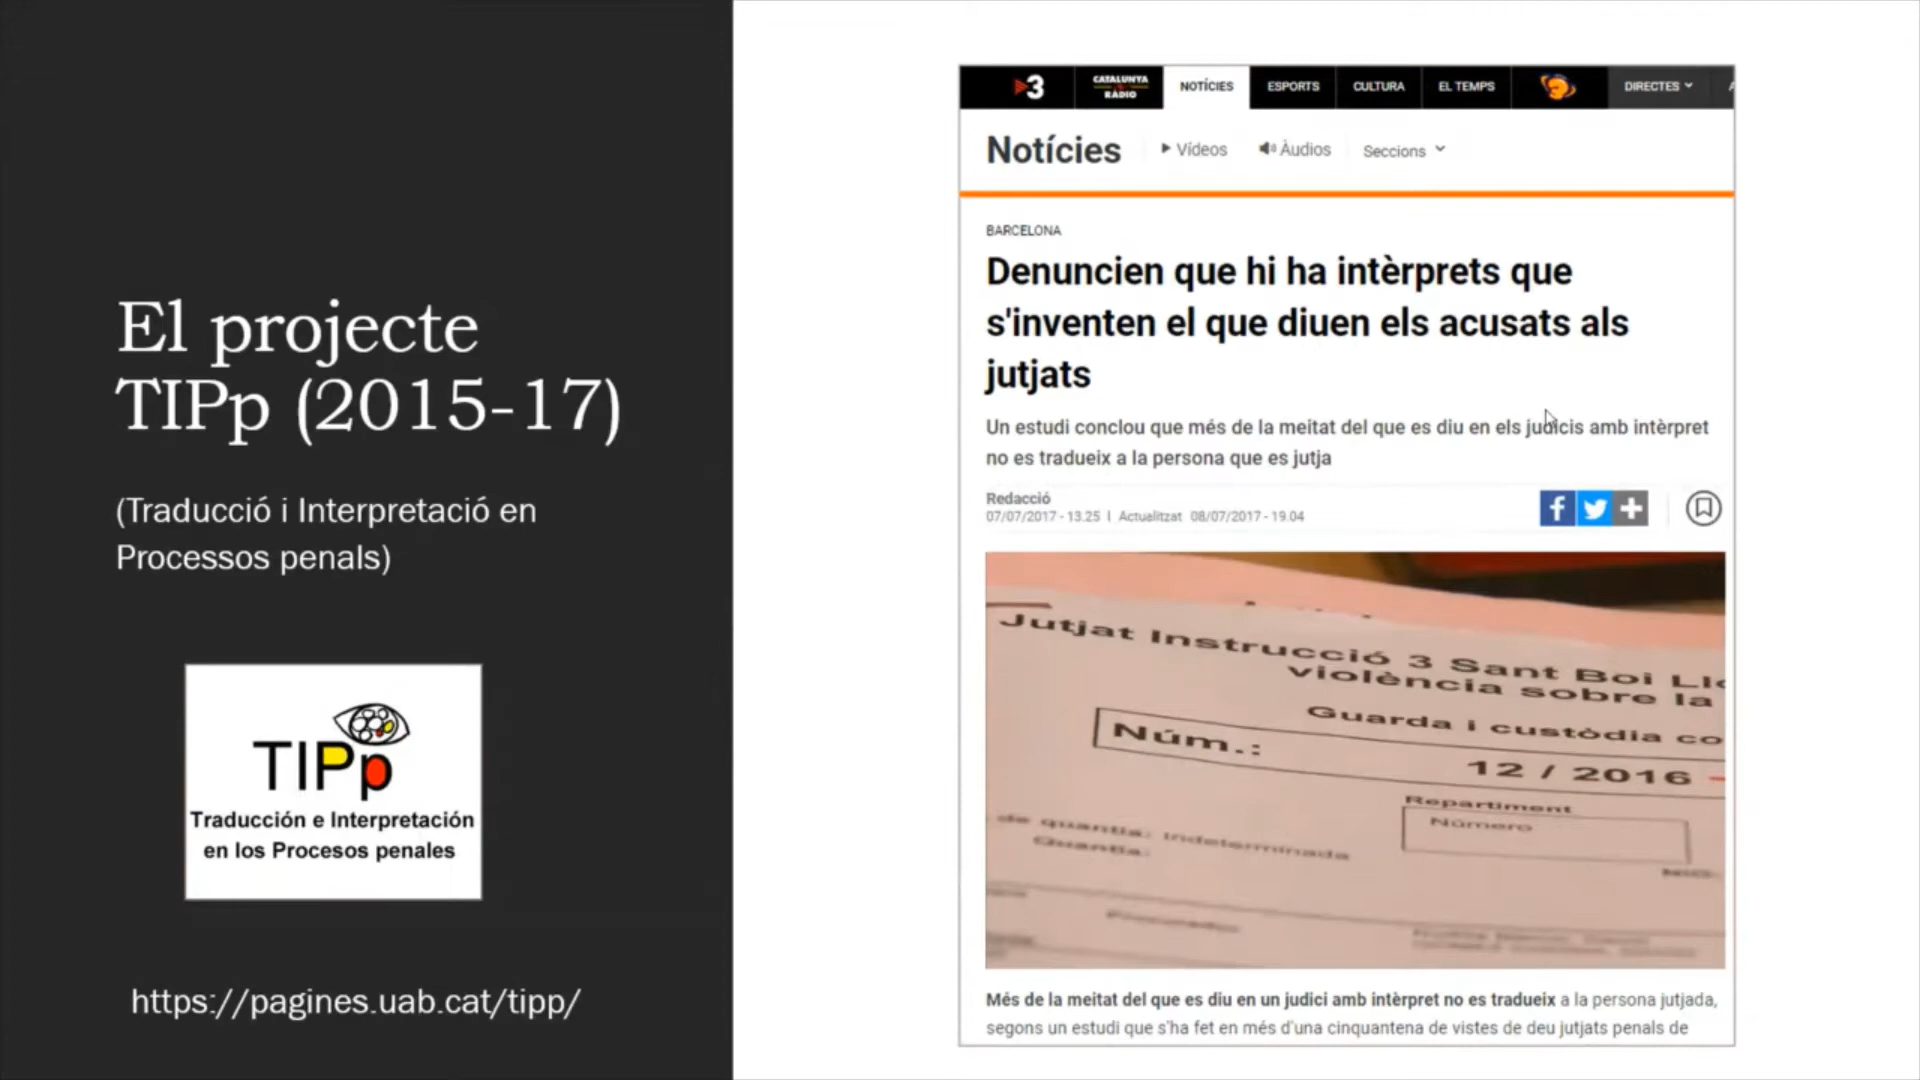 El projecte
TIPp (2015-17)
(Traducció i Interpretació en
Processos penals)
TIPp
Traducción e Interpretación
en los Procesos penales
https://pagines.uab.cat/tipp/
3
CATALUNYA
RÀDIO
NOTÍCIES
ESPORTS
CULTURA
EL TEMPS
DIRECTES
Notícies
Vídeos
Àudios
Seccions
BARCELONA
Denuncien que hi ha intèrprets que
s'inventen el que diuen els acusats als
jutjats
Un estudi conclou que més de la meitat del que es diu en els judicis amb intèrpret
no es tradueix a la persona que es jutja
Redacció
07/07/2017 - 13.25 | Actualitzat 08/07/2017 - 19.04
Jutjat Instrucció 3 Sant Boi Ll
violència sobre la
Guarda i custòdia co
Núm.:
12 / 2016
Repartiment
Número
de quantia: Indeterminada
Quantia:
Més de la meitat del que es diu en un judici amb intèrpret no es tradueix a la persona jutjada,
segons un estudi que s'ha fet en més d'una cinquantena de vistes de deu jutjats penals de